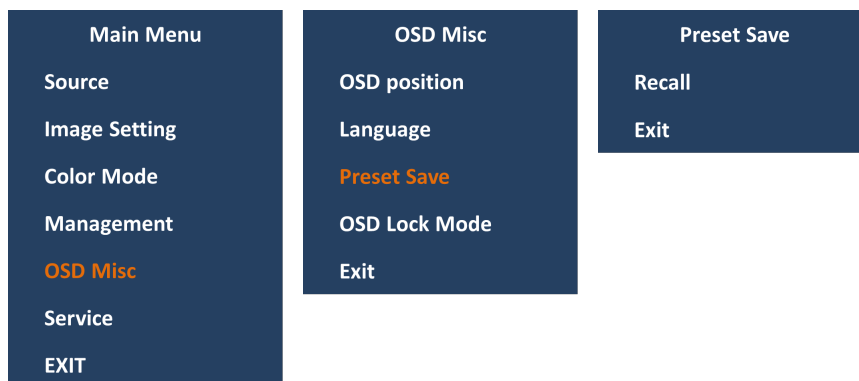 Main Menu
Source
Image Setting
Color Mode
Management
OSD Misc
Service
EXIT
OSD Misc
OSD position
Language
Preset Save
OSD Lock Mode
Exit
Preset Save
Recall
Exit